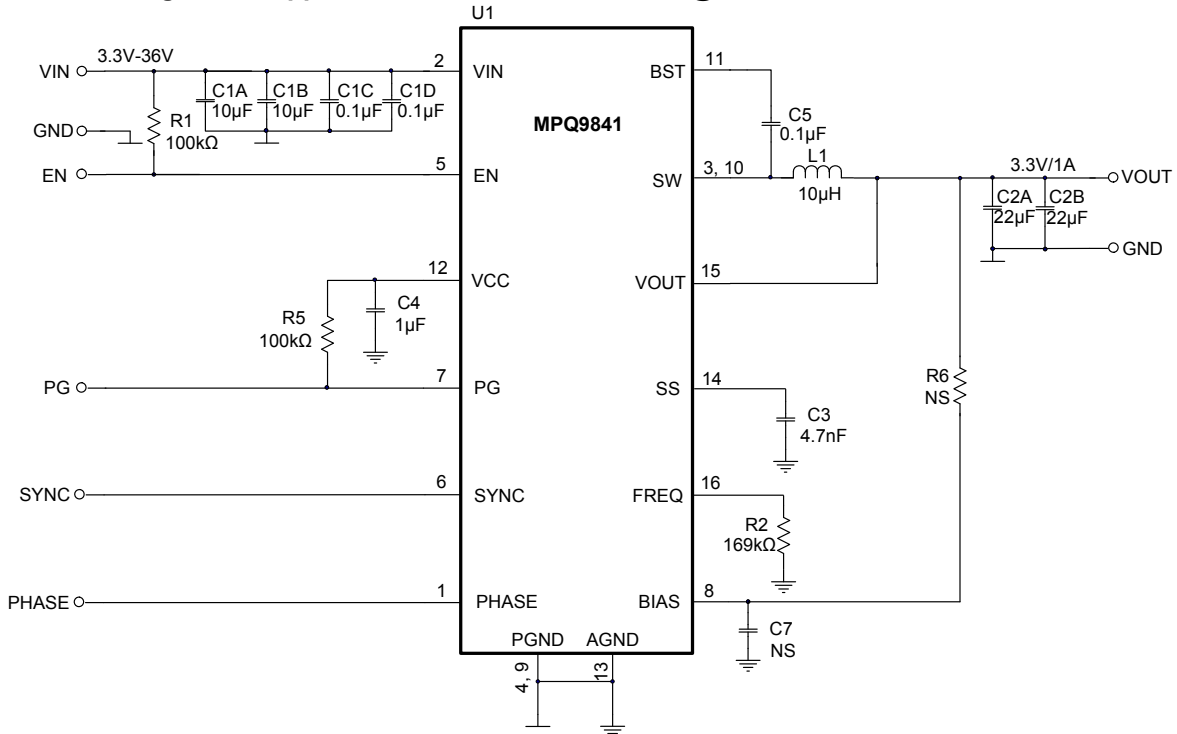 U1
MPQ9841
VIN
3.3V-36V
GND
EN
R1
100kΩ
C1A
10µF
C1B
10µF
C1C
0.1µF
C1D
0.1µF
2
VIN
5
EN
12
VCC
C4
1µF
R5
100kΩ
PG
7
PG
SYNC
6
SYNC
PHASE
1
PHASE
PGND
4, 9
AGND
13
BST
11
C5
0.1µF
SW
3, 10
L1
10µH
3.3V/1A
VOUT
C2A
22µF
C2B
22µF
GND
VOUT
15
SS
14
C3
4.7nF
FREQ
16
R2
169kΩ
R6
NS
BIAS
8
C7
NS